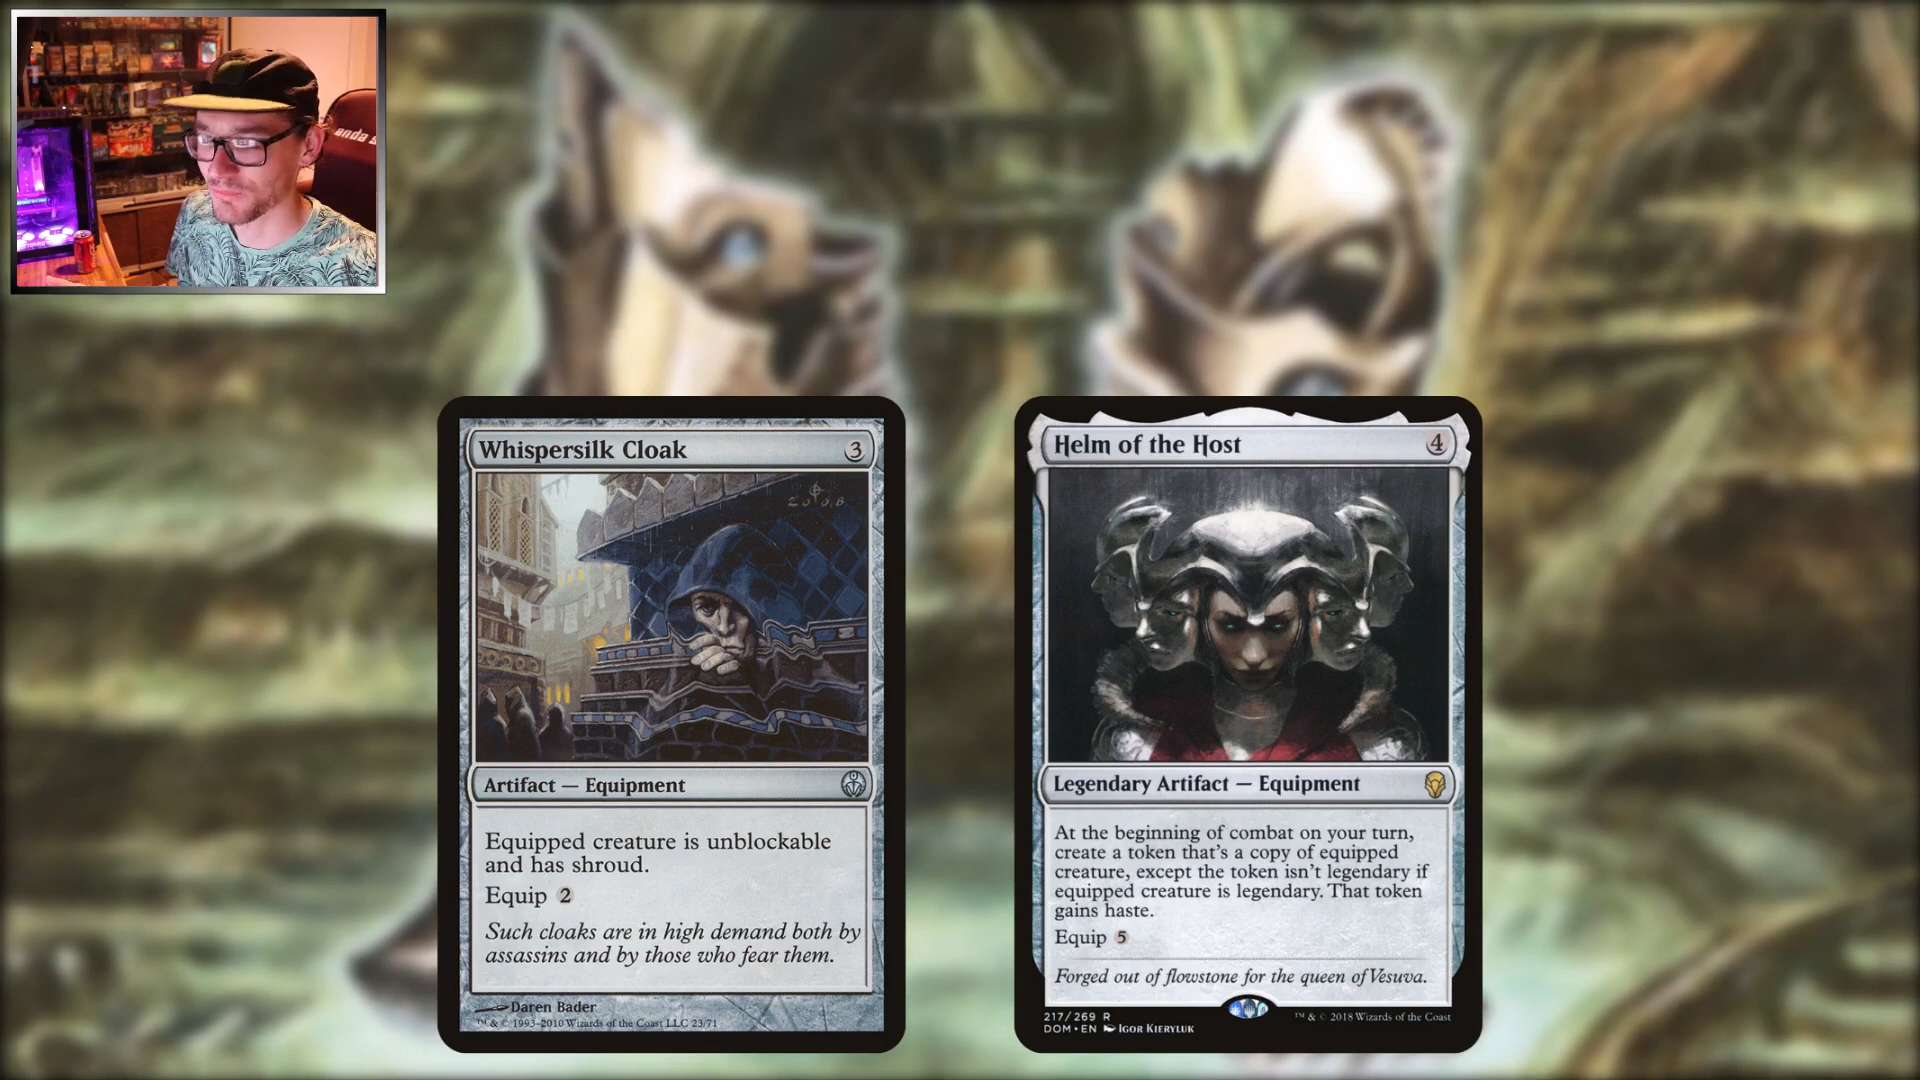 anda s
Whispersilk Cloak 3
2006
Artifact — Equipment
Equipped creature is unblockable
and has shroud.
Equip 2
Such cloaks are in high demand both by
assassins and by those who fear them.
Daren Bader
™ & © 1993–2010 Wizards of the Coast LLC 23/71
Helm of the Host 4
Legendary Artifact — Equipment
At the beginning of combat on your turn,
create a token that's a copy of equipped
creature, except the token isn't legendary if
equipped creature is legendary. That token
gains haste.
Equip 5
Forged out of flowstone for the queen of Vesuva.
217/269 R
DOM • EN Igor Kieryluk
™ & © 2018 Wizards of the Coast